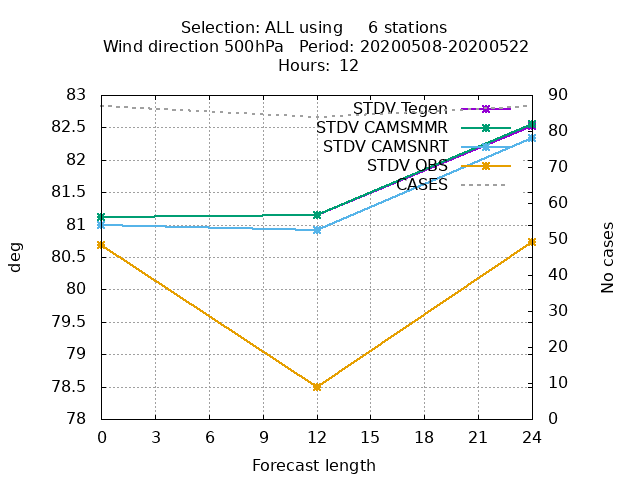 Selection: ALL using     6 stations
Wind direction 500hPa   Period: 20200508-20200522
Hours:  12
STDV Tegen
STDV CAMSMMR
STDV CAMSNRT
STDV OBS
CASES
83
82.5
82
81.5
81
80.5
80
79.5
79
78.5
78
90
80
70
60
50
40
30
20
10
0
deg
No cases
0 3 6 9 12 15 18 21 24
Forecast length